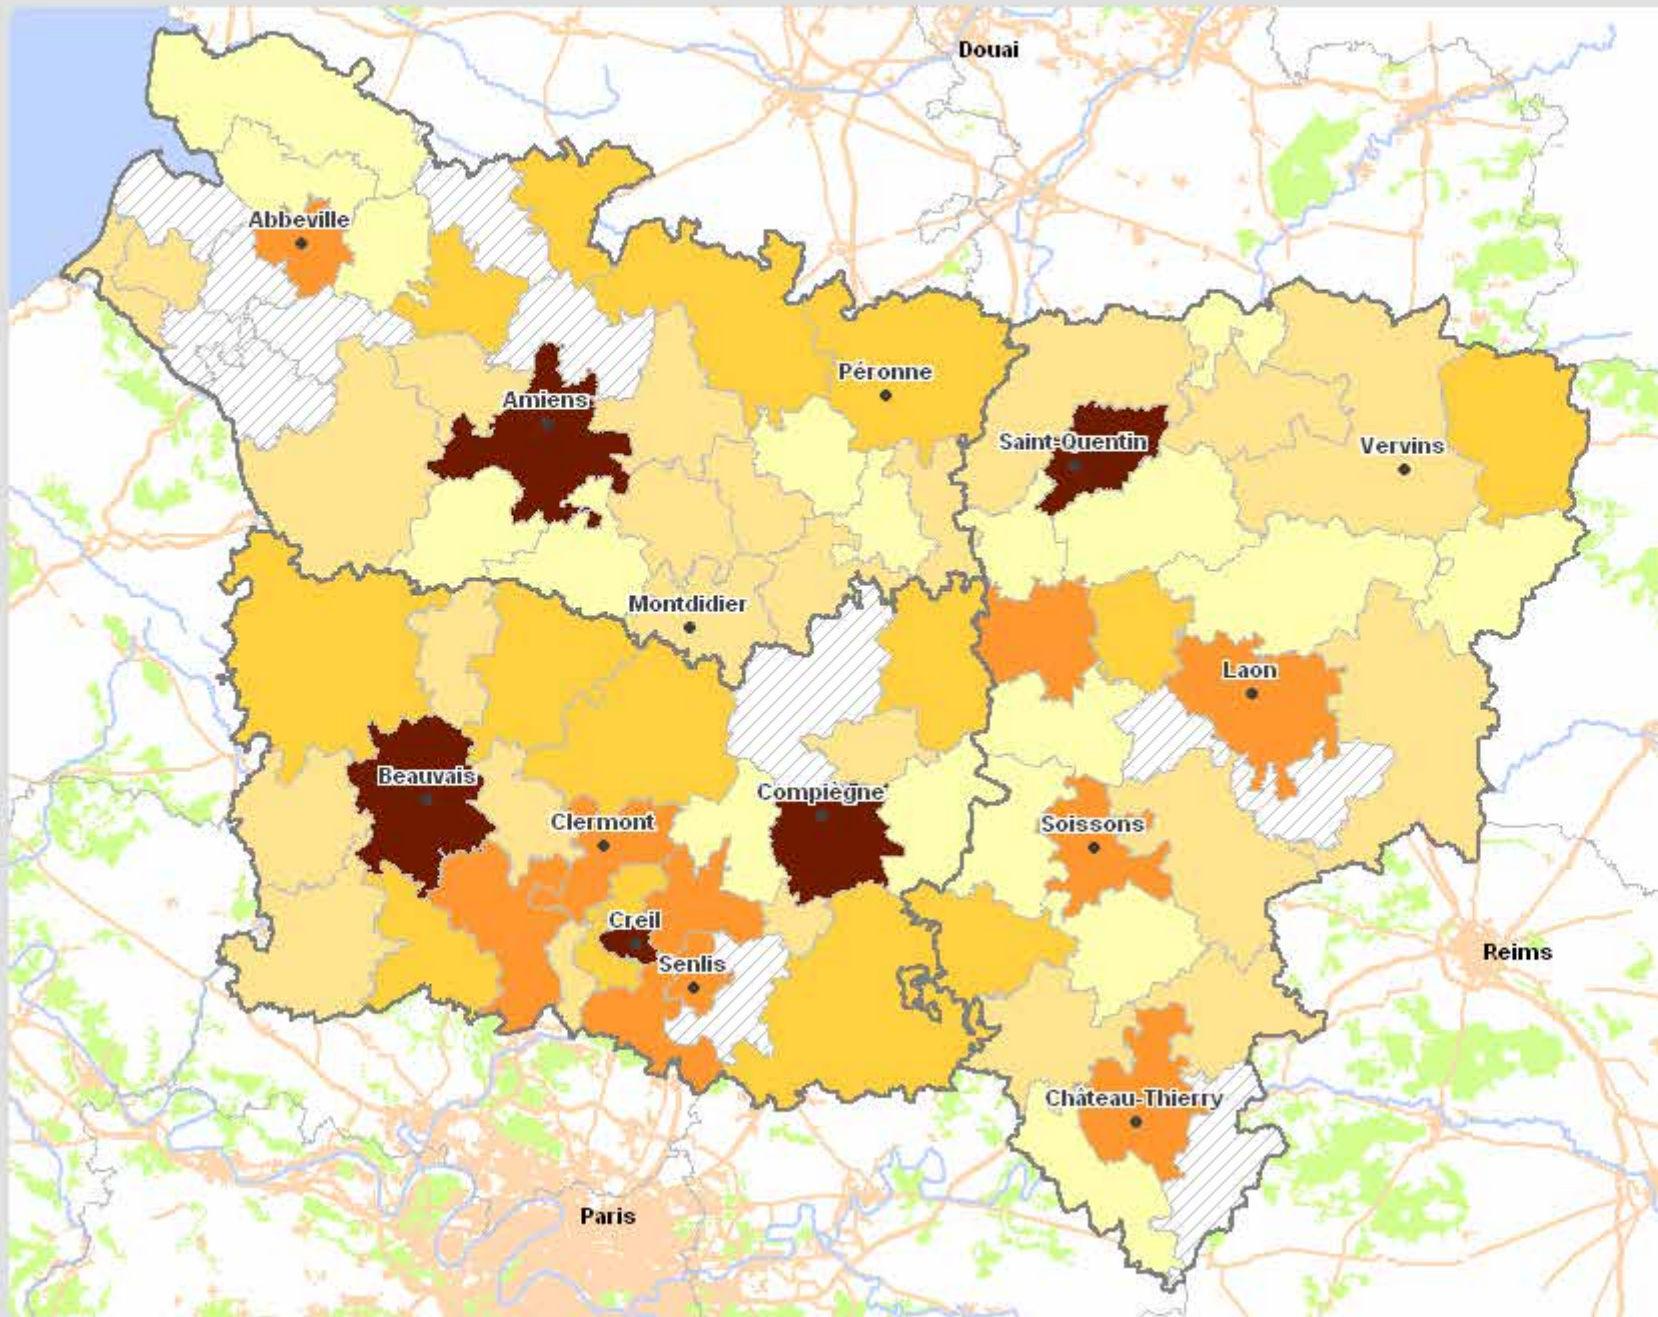 Douai
Abbeville
Péronne
Amiens
Saint-Quentin
Vervins
Montdidier
Laon
Beauvais
Compiègne
Clermont
Soissons
Creil
Senlis
Reims
Château-Thierry
Paris